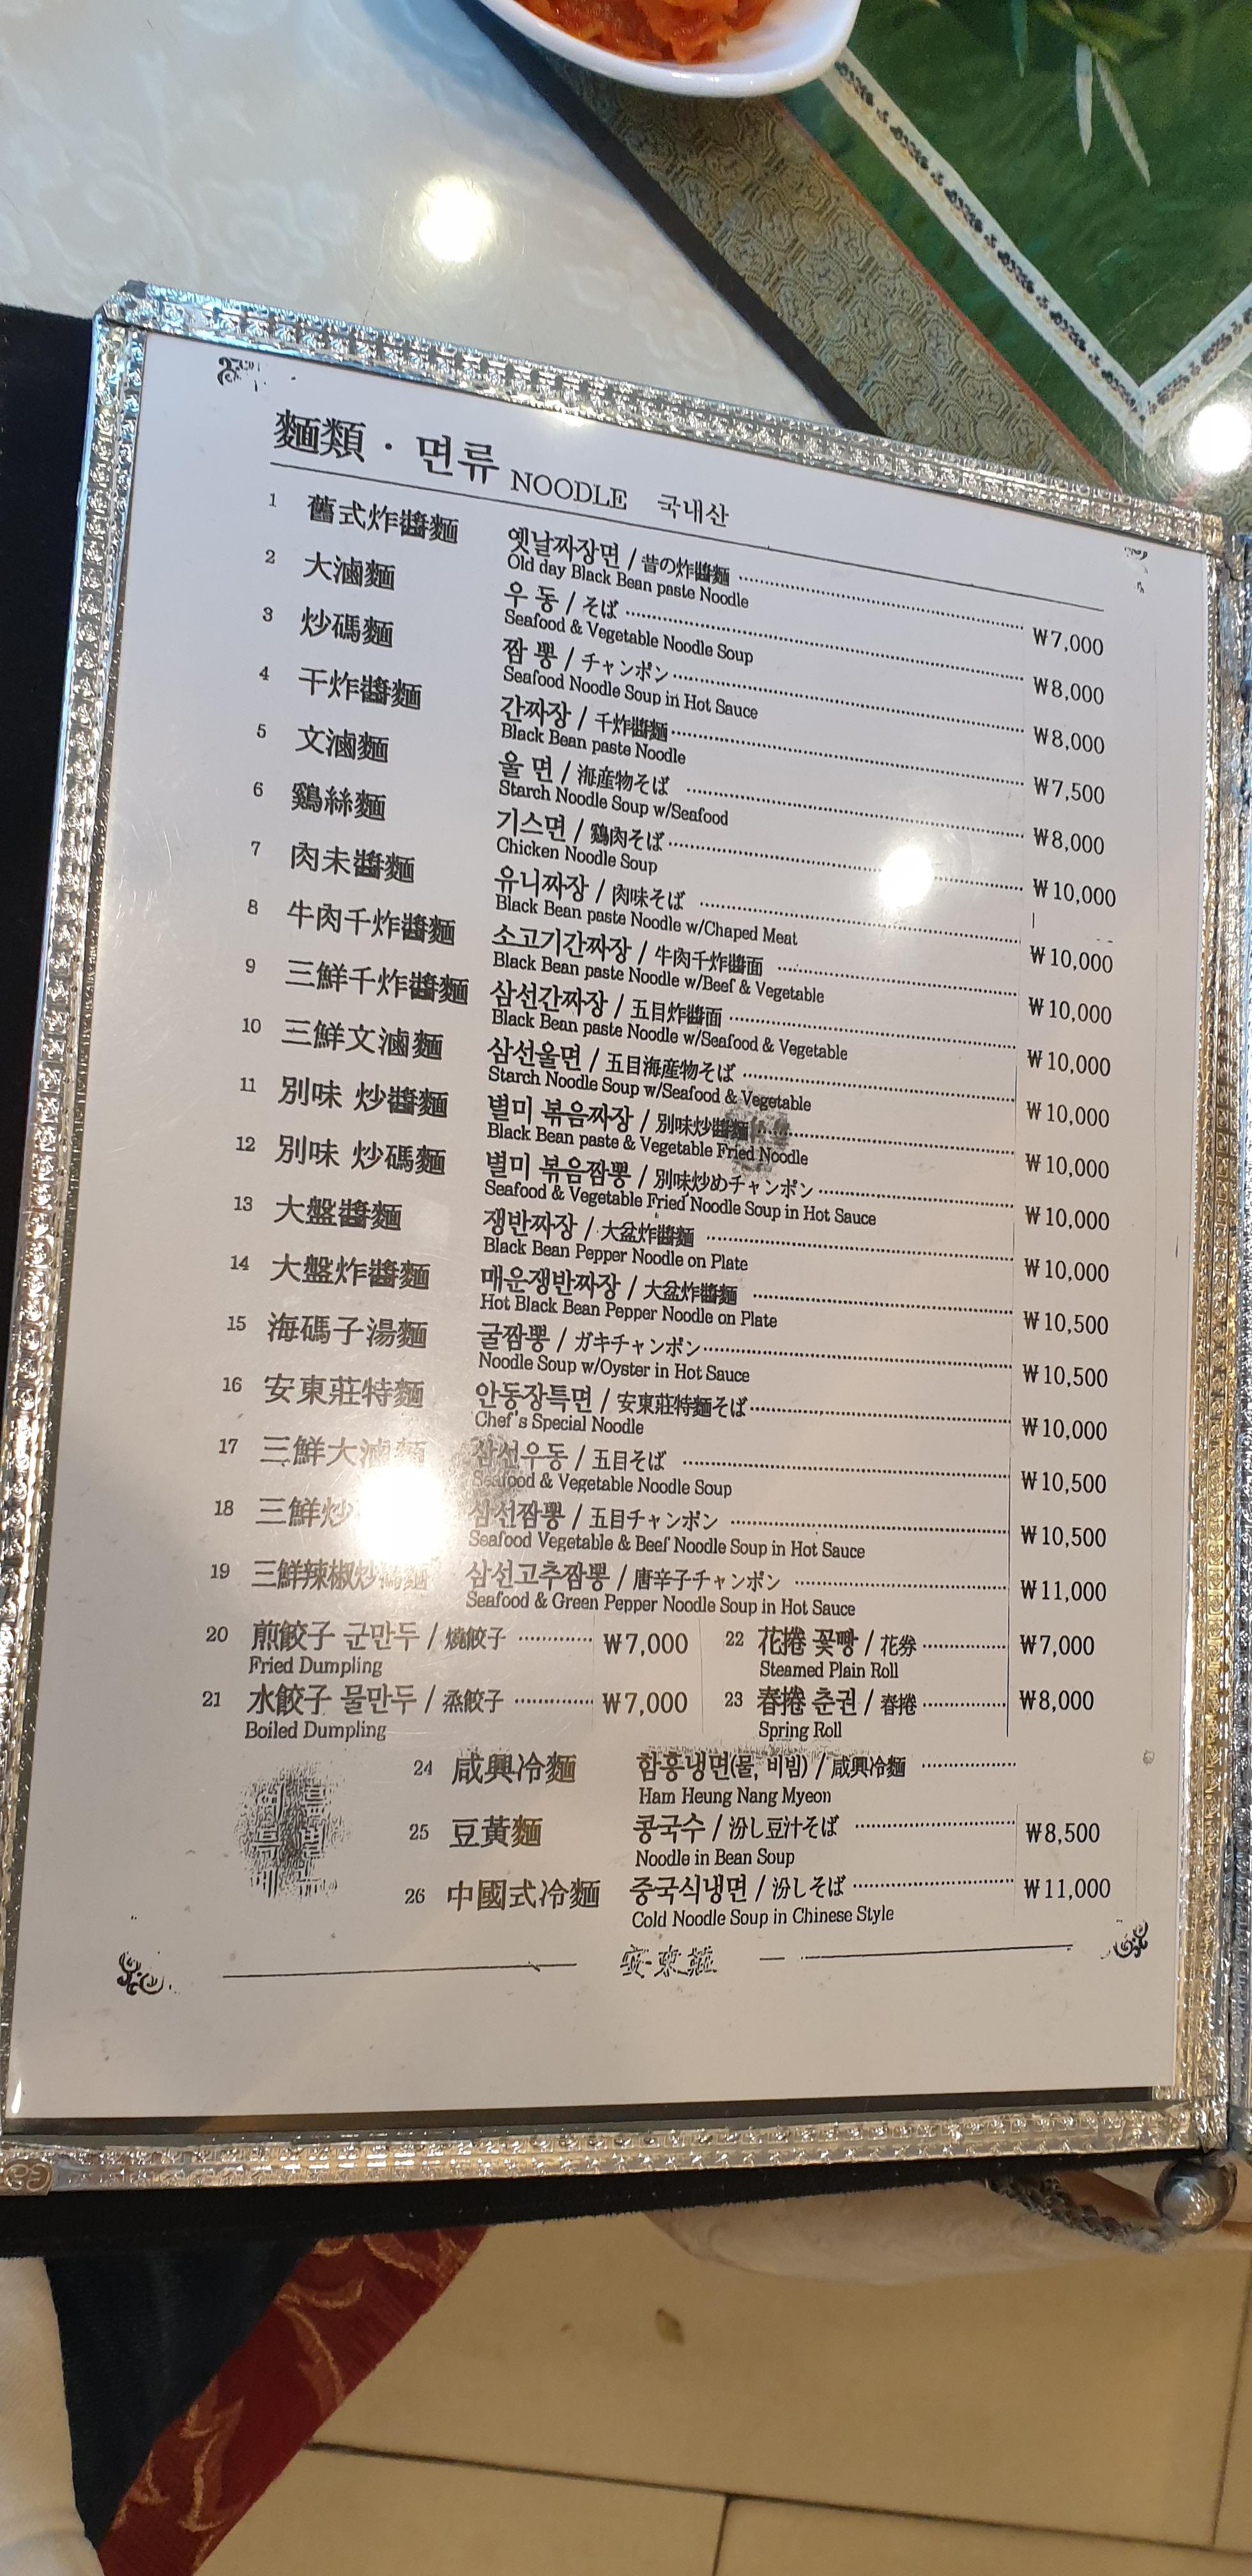 麵類 · 면류 NOODLE 국내산
1 舊式炸醬麵 옛날짜장면 / 昔の炸醬麵 ₩7,000
Old day Black Bean paste Noodle
2 大滷麵 우 동 / そば ₩8,000
Seafood & Vegetable Noodle Soup
3 炒碼麵 짬 뽕 / チャンポン ₩8,000
Seafood Noodle Soup in Hot Sauce
4 干炸醬麵 간짜장 / 千炸醬麵 ₩7,500
Black Bean paste Noodle
5 文滷麵 울 면 / 海産物そば ₩8,000
Starch Noodle Soup w/Seafood
6 鷄絲麵 기스면 / 鷄肉そば ₩10,000
Chicken Noodle Soup
7 肉未醬麵 유니짜장 / 肉味そば ₩10,000
Black Bean paste Noodle w/Chaped Meat
8 牛肉千炸醬麵 소고기간짜장 / 牛肉千炸醬面 ₩10,000
Black Bean paste Noodle w/Beef & Vegetable
9 三鮮千炸醬麵 삼선간짜장 / 五目炸醬面 ₩10,000
Black Bean paste Noodle w/Seafood & Vegetable
10 三鮮文滷麵 삼선울면 / 五目海産物そば ₩10,000
Starch Noodle Soup w/Seafood & Vegetable
11 別味 炒醬麵 별미 볶음짜장 / 別味炒醬麵 ₩10,000
Black Bean paste & Vegetable Fried Noodle
12 別味 炒碼麵 별미 볶음짬뽕 / 別味炒めチャンポン ₩10,000
Seafood & Vegetable Fried Noodle Soup in Hot Sauce
13 大盤醬麵 쟁반짜장 / 大盆炸醬麵 ₩10,000
Black Bean Pepper Noodle on Plate
14 大盤炸醬麵 매운쟁반짜장 / 大盆炸醬麵 ₩10,500
Hot Black Bean Pepper Noodle on Plate
15 海碼子湯麵 굴짬뽕 / ガキチャンポン ₩10,500
Noodle Soup w/Oyster in Hot Sauce
16 安東莊特麵 안동장특면 / 安東莊特麵そば ₩10,000
Chef's Special Noodle
17 三鮮大滷麵 삼선우동 / 五目そば ₩10,500
Seafood & Vegetable Noodle Soup
18 三鮮炒 삼선짬뽕 / 五目チャンポン ₩10,500
Seafood Vegetable & Beef Noodle Soup in Hot Sauce
19 三鮮辣椒炒碼麵 삼선고추짬뽕 / 唐辛子チャンポン ₩11,000
Seafood & Green Pepper Noodle Soup in Hot Sauce
20 煎餃子 군만두 / 燒餃子 ₩7,000 22 花捲 꽃빵 / 花券 ₩7,000
Fried Dumpling Steamed Plain Roll
21 水餃子 물만두 / 蒸餃子 ₩7,000 23 春捲 춘권 / 春捲 ₩8,000
Boiled Dumpling Spring Roll
24 咸興冷麵 함흥냉면(물, 비빔) / 咸興冷麵
Ham Heung Nang Myeon
25 豆黃麵 콩국수 / 汾し豆汁そば ₩8,500
Noodle in Bean Soup
26 中國式冷麵 중국식냉면 / 汾しそば ₩11,000
Cold Noodle Soup in Chinese Style
安東莊